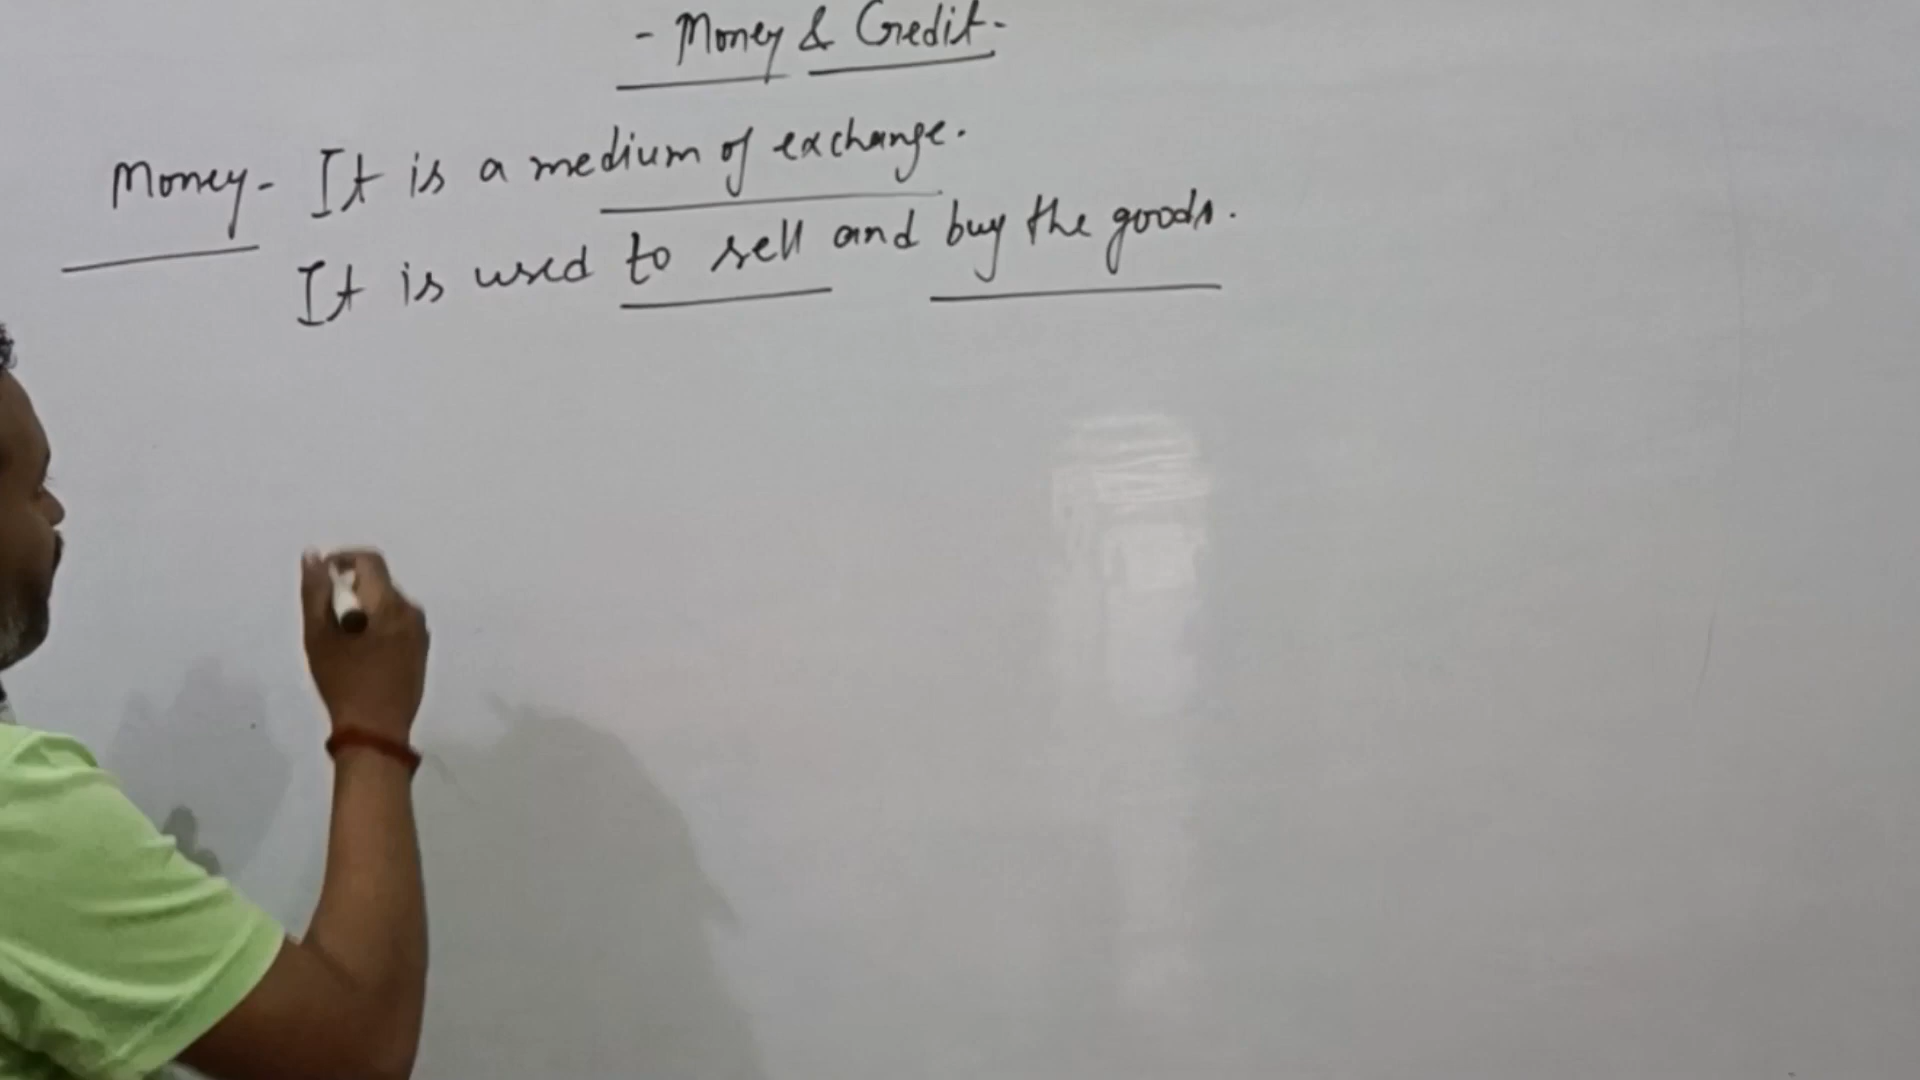 - Money & Credit -
Money - It is a medium of exchange.
It is used to sell and buy the goods.